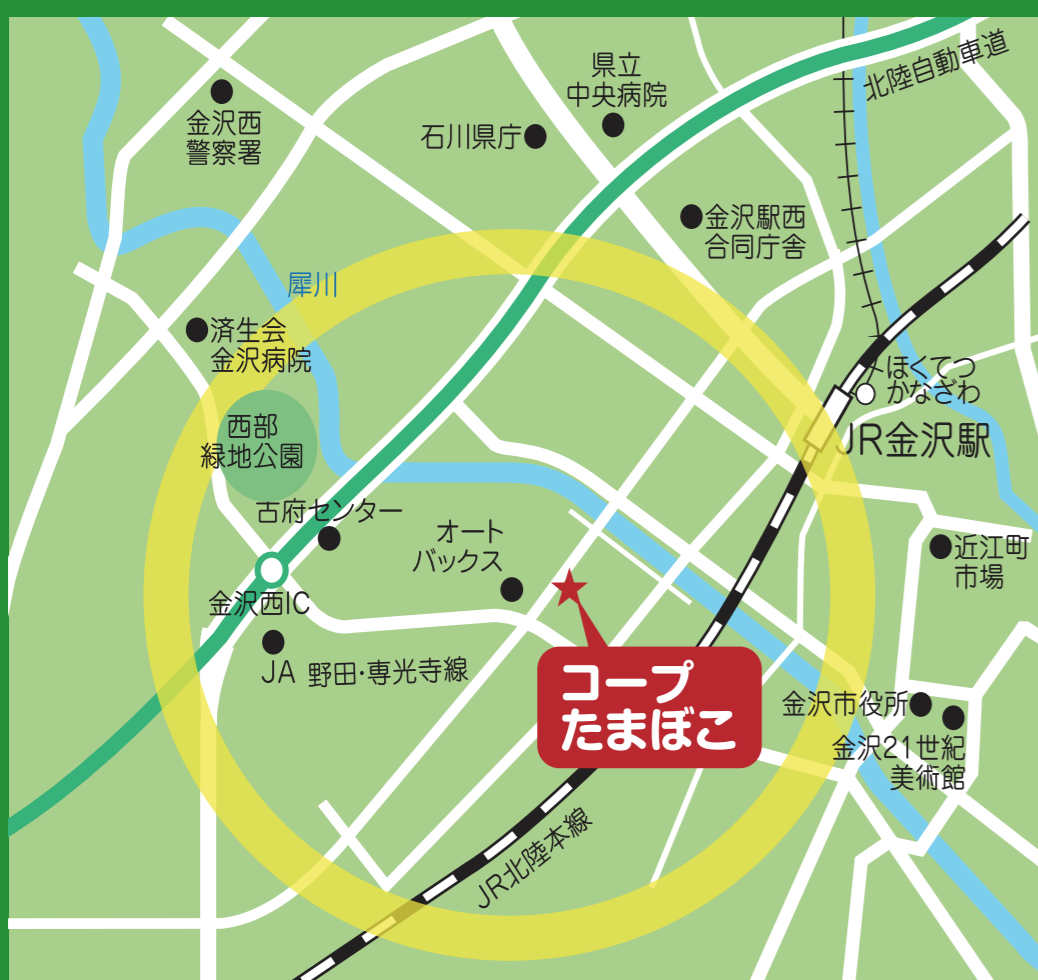 北陸自動車道
県立
中央病院
金沢西
警察署
石川県庁
金沢駅西
合同庁舎
犀川
済生会
金沢病院
ほくてつ
かなざわ
西部
緑地公園
JR金沢駅
古府センター
オート
バックス
近江町
市場
金沢西IC
JA 野田・専光寺線
コープ
たまぼこ
金沢市役所
金沢21世紀
美術館
JR北陸本線